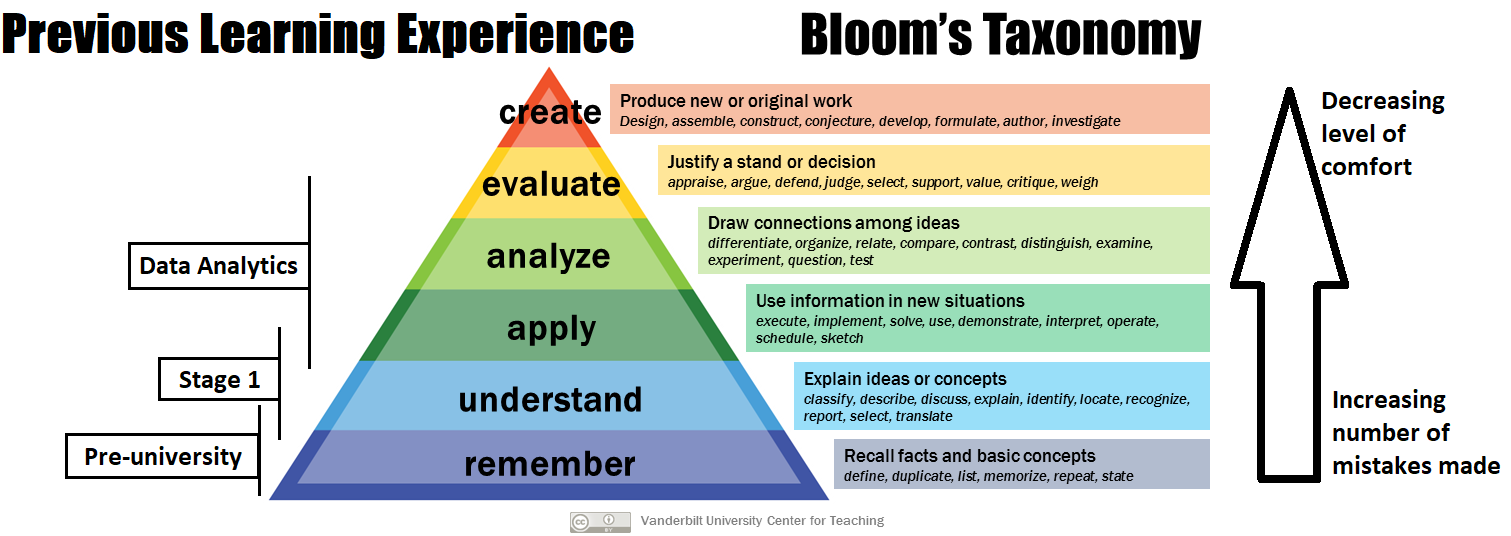 Previous Learning Experience
Bloom's Taxonomy
create
Produce new or original work
Design, assemble, construct, conjecture, develop, formulate, author, investigate
evaluate
Justify a stand or decision
appraise, argue, defend, judge, select, support, value, critique, weigh
analyze
Draw connections among ideas
differentiate, organize, relate, compare, contrast, distinguish, examine,
experiment, question, test
apply
Use information in new situations
execute, implement, solve, use, demonstrate, interpret, operate,
schedule, sketch
understand
Explain ideas or concepts
classify, describe, discuss, explain, identify, locate, recognize,
report, select, translate
remember
Recall facts and basic concepts
define, duplicate, list, memorize, repeat, state
Data Analytics
Stage 1
Pre-university
Decreasing
level of
comfort
Increasing
number of
mistakes made
cc
BY
Vanderbilt University Center for Teaching